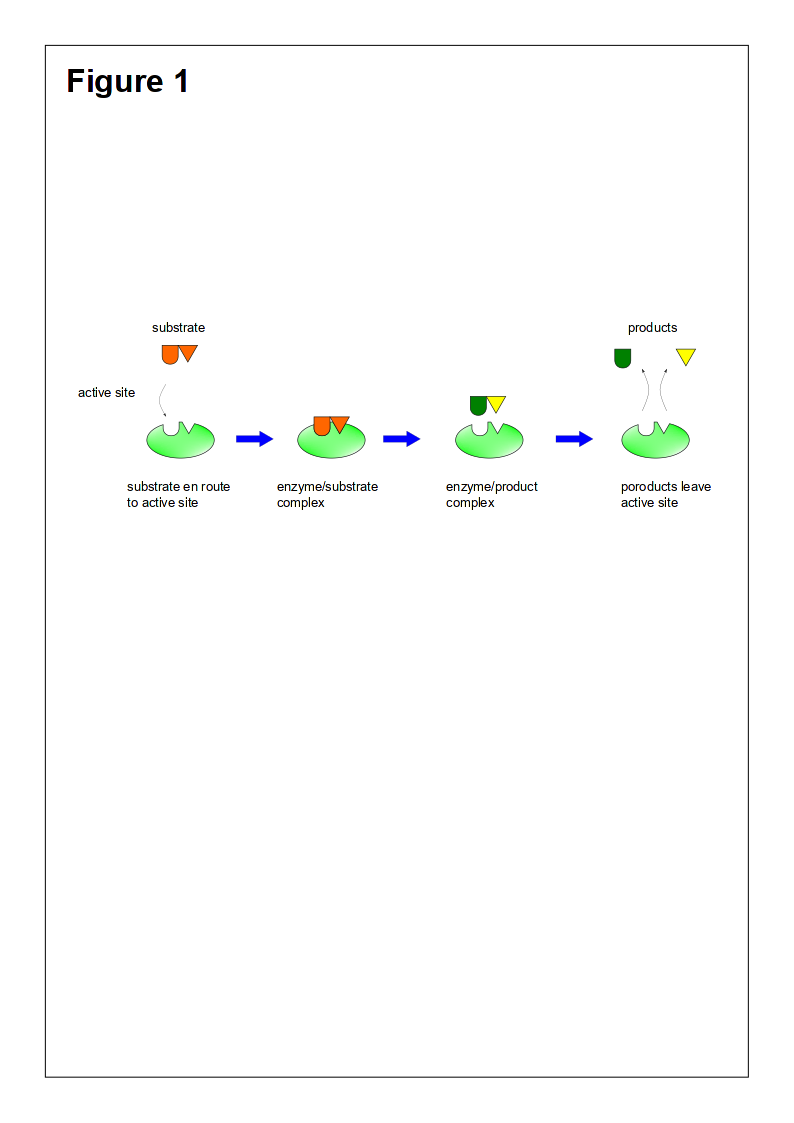 Figure 1
substrate
products
active site
substrate en route
to active site
enzyme/substrate
complex
enzyme/product
complex
poroducts leave
active site